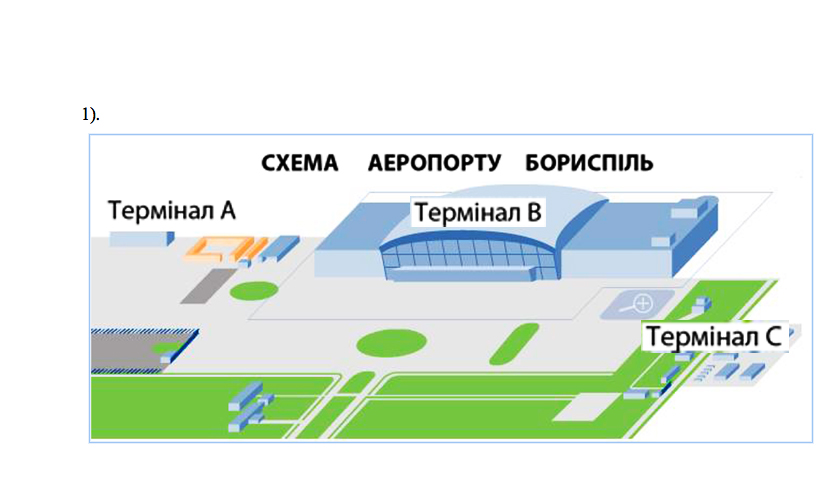 1).
СХЕМА АЕРОПОРТУ БОРИСПІЛЬ
Термінал А
Термінал В
Термінал С